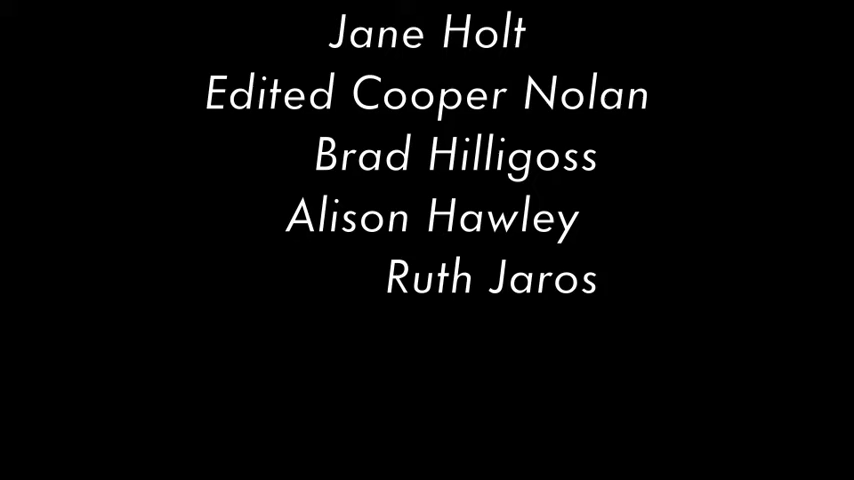 Jane Holt
Edited Cooper Nolan
Brad Hilligoss
Alison Hawley
Ruth Jaros